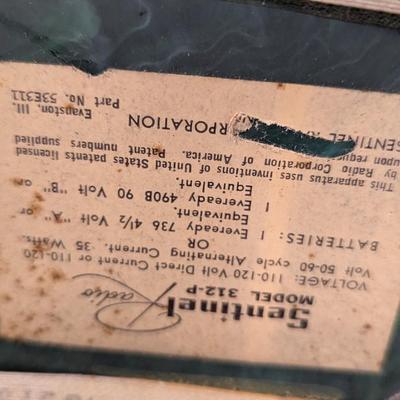 Sentinel
Radio
MODEL 312-P
VOLTAGE: 110-120 Volt Direct Current or 110-120
Volt 50-60 cycle Alternating Current. 35 Watts.
OR
BATTERIES: 1 Eveready 736 4½ Volt "A" or
Equivalent.
1 Eveready 490B 90 Volt "B" or
Equivalent.
This apparatus uses inventions of United States patents licensed
by Radio Corporation of America. Patent numbers supplied
upon requ
SENTINEL RPORATION
Evanston, Ill.
Part No. 53E311